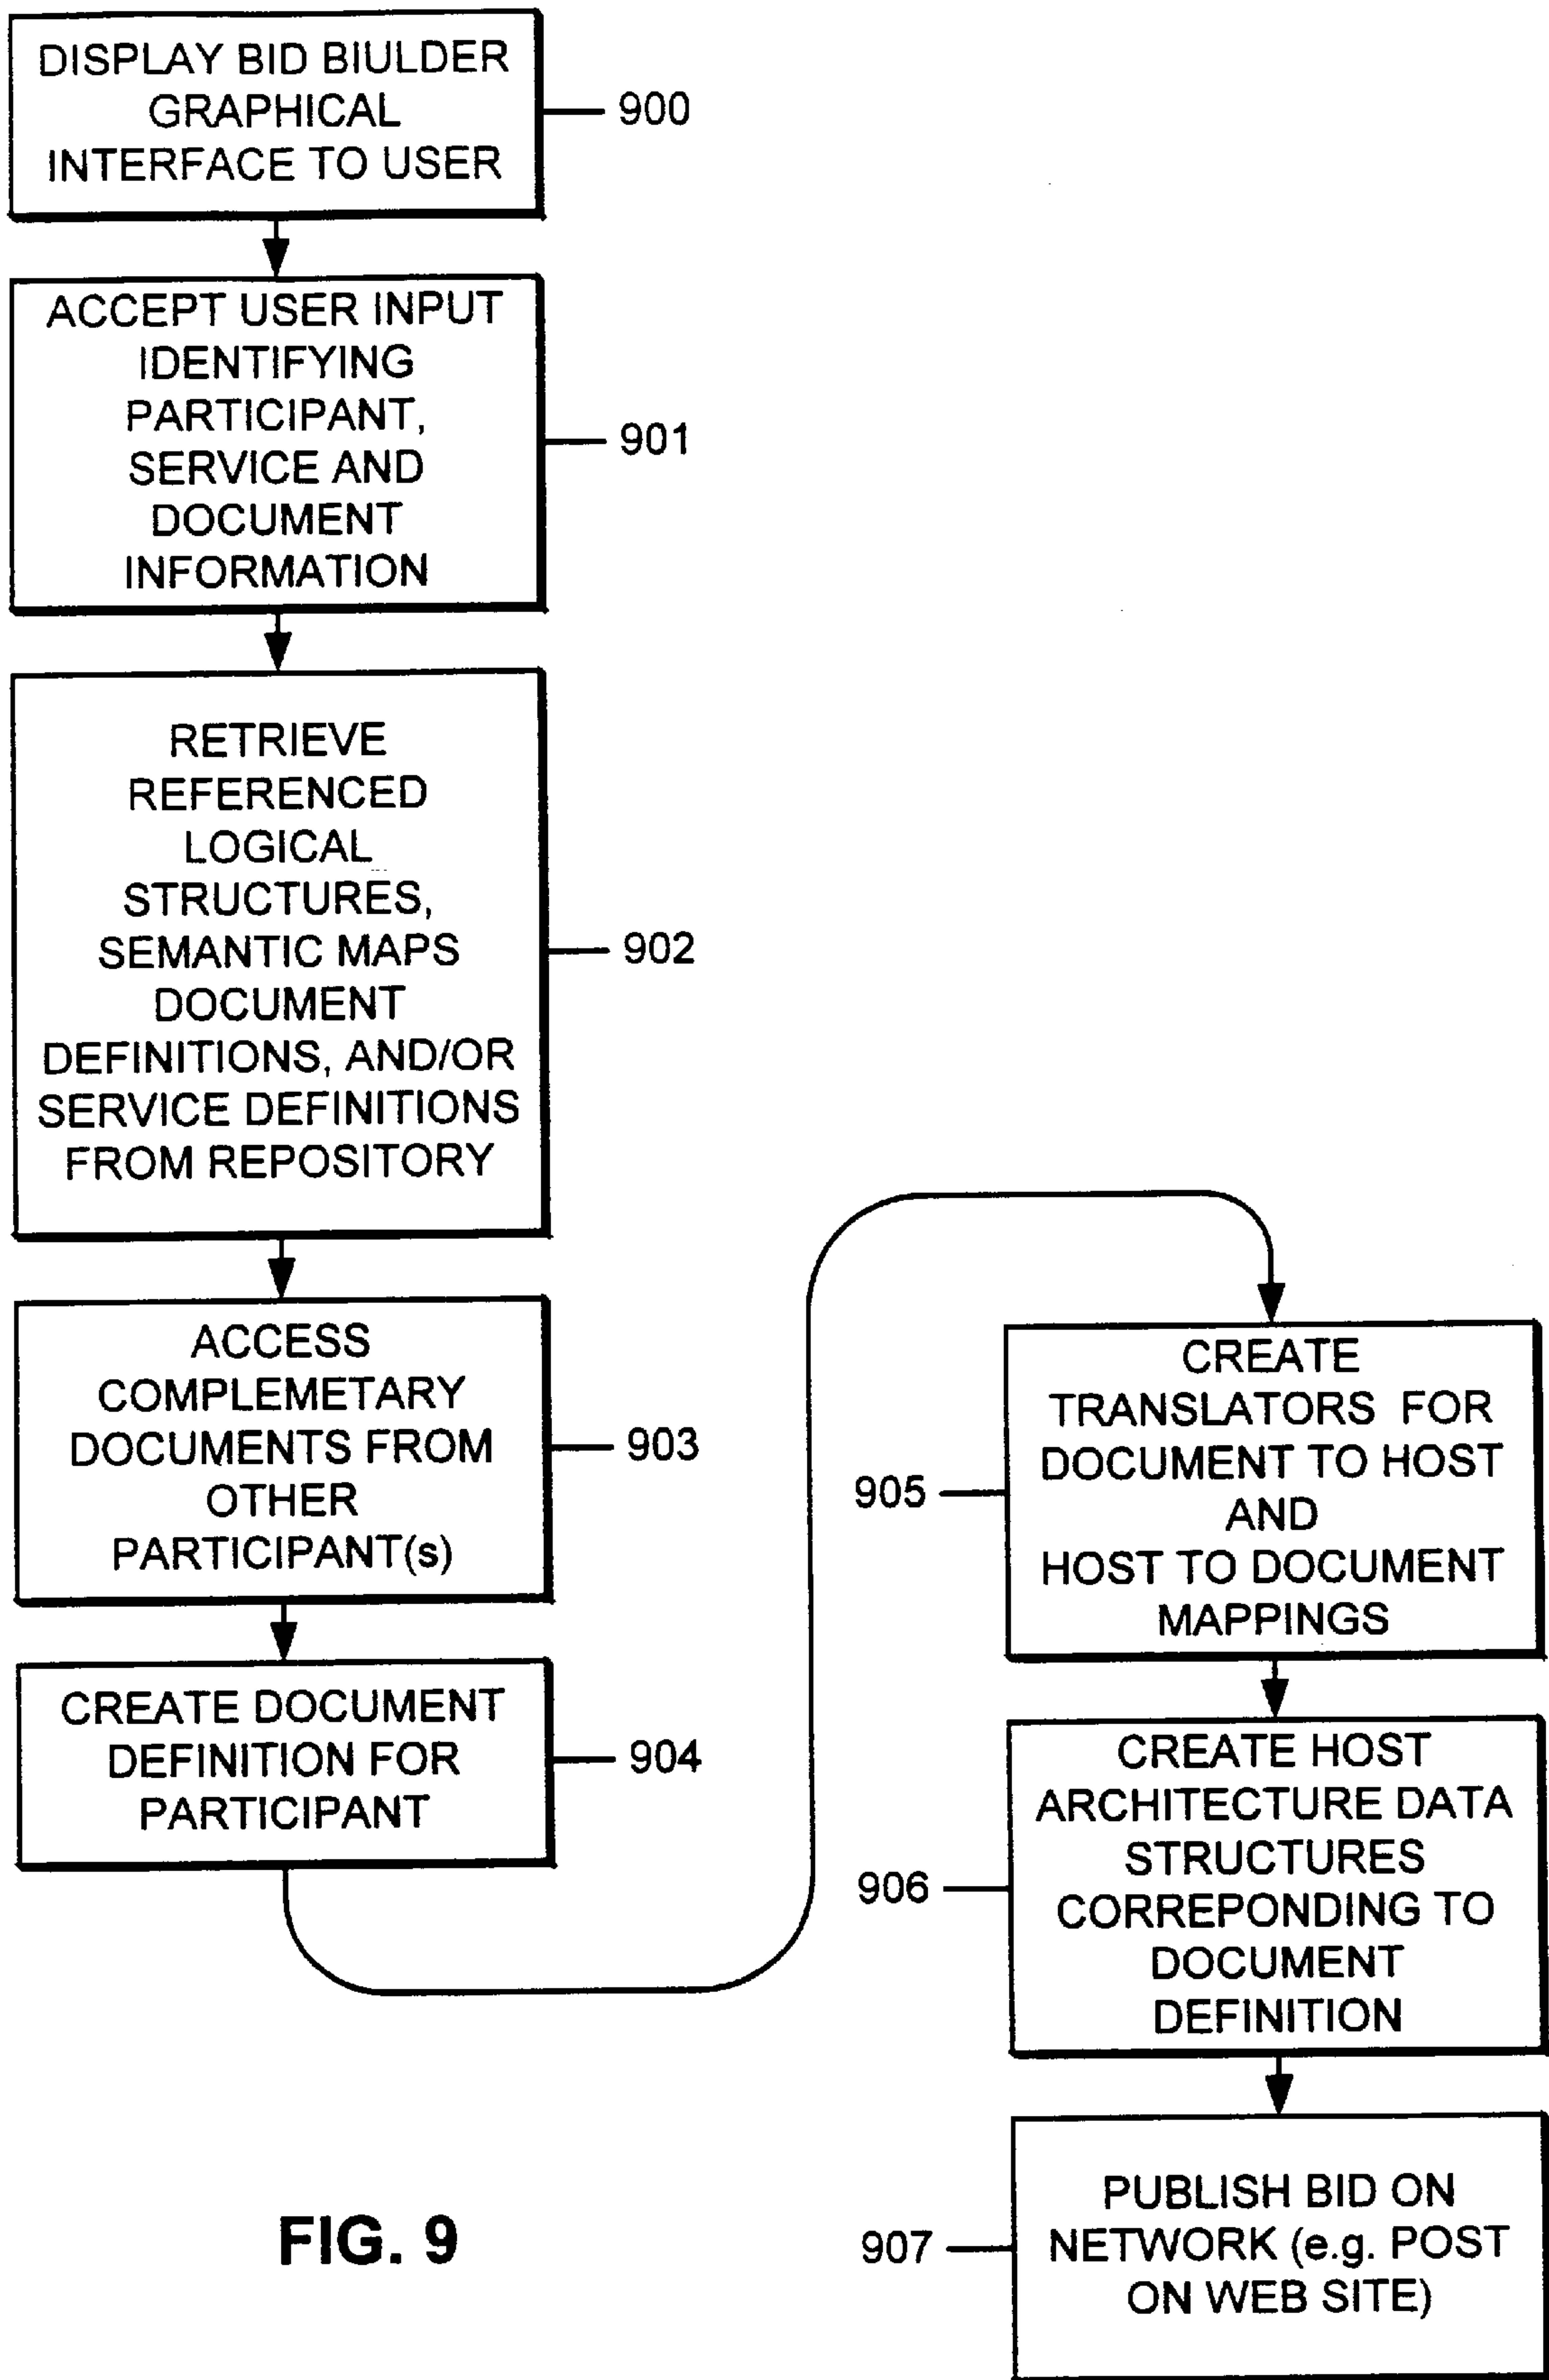 DISPLAY BID BIULDER
GRAPHICAL
INTERFACE TO USER
900
ACCEPT USER INPUT
IDENTIFYING
PARTICIPANT,
SERVICE AND
DOCUMENT
INFORMATION
901
RETRIEVE
REFERENCED
LOGICAL
STRUCTURES,
SEMANTIC MAPS
DOCUMENT
DEFINITIONS, AND/OR
SERVICE DEFINITIONS
FROM REPOSITORY
902
ACCESS
COMPLEMETARY
DOCUMENTS FROM
OTHER
PARTICIPANT(s)
903
CREATE DOCUMENT
DEFINITION FOR
PARTICIPANT
904
CREATE
TRANSLATORS FOR
DOCUMENT TO HOST
AND
HOST TO DOCUMENT
MAPPINGS
905
CREATE HOST
ARCHITECTURE DATA
STRUCTURES
CORREPONDING TO
DOCUMENT
DEFINITION
906
PUBLISH BID ON
NETWORK (e.g. POST
ON WEB SITE)
907
FIG. 9